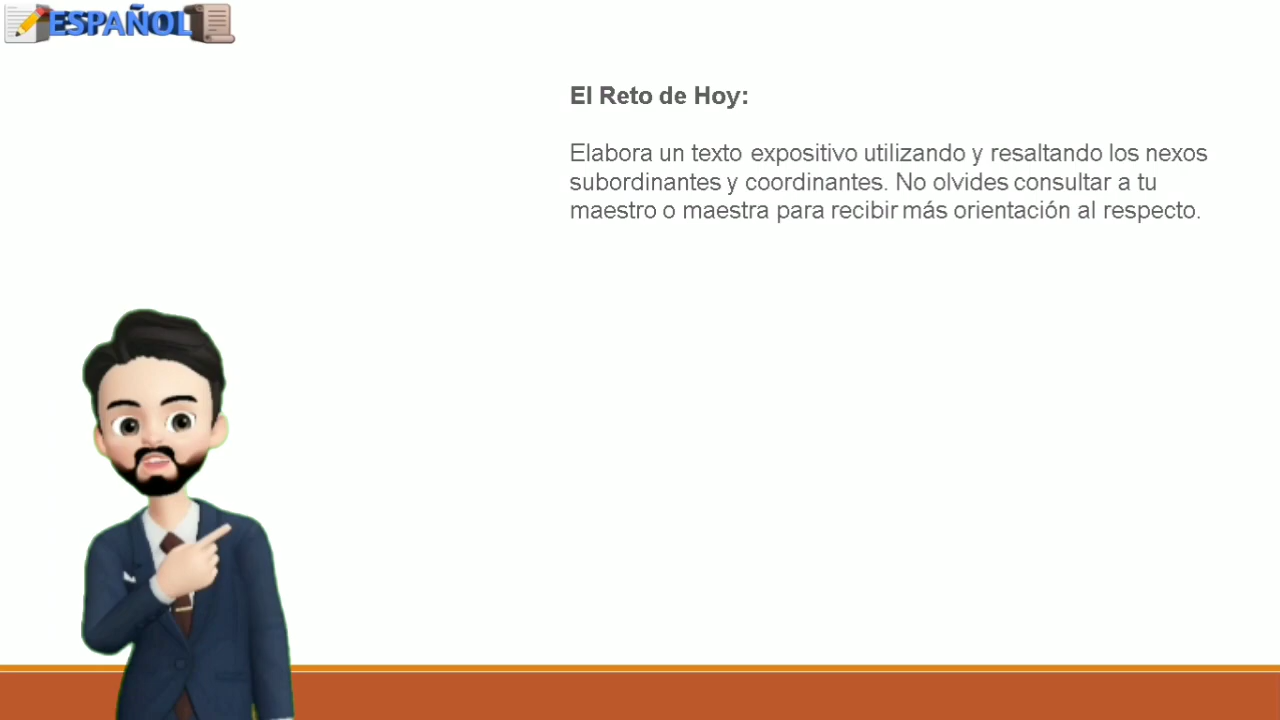 ESPAÑOL
El Reto de Hoy:
Elabora un texto expositivo utilizando y resaltando los nexos
subordinantes y coordinantes. No olvides consultar a tu
maestro o maestra para recibir más orientación al respecto.